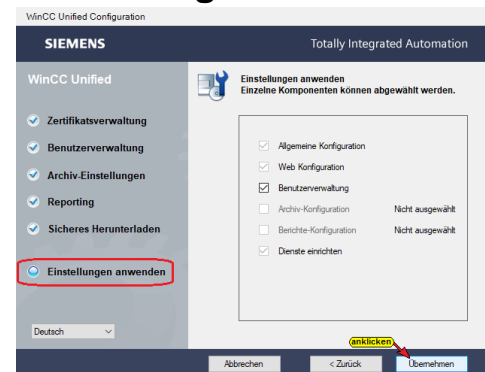 WinCC Unified Configuration
SIEMENS
Totally Integrated Automation
WinCC Unified
Einstellungen anwenden
Einzelne Komponenten können abgewählt werden.
Zertifikatsverwaltung
Benutzerverwaltung
Archiv-Einstellungen
Reporting
Sicheres Herunterladen
Einstellungen anwenden
Allgemeine Konfiguration
Web Konfiguration
Benutzerverwaltung
Archiv-Konfiguration Nicht ausgewählt
Berichte-Konfiguration Nicht ausgewählt
Dienste einrichten
Deutsch
anklicken
Abbrechen < Zurück Übernehmen